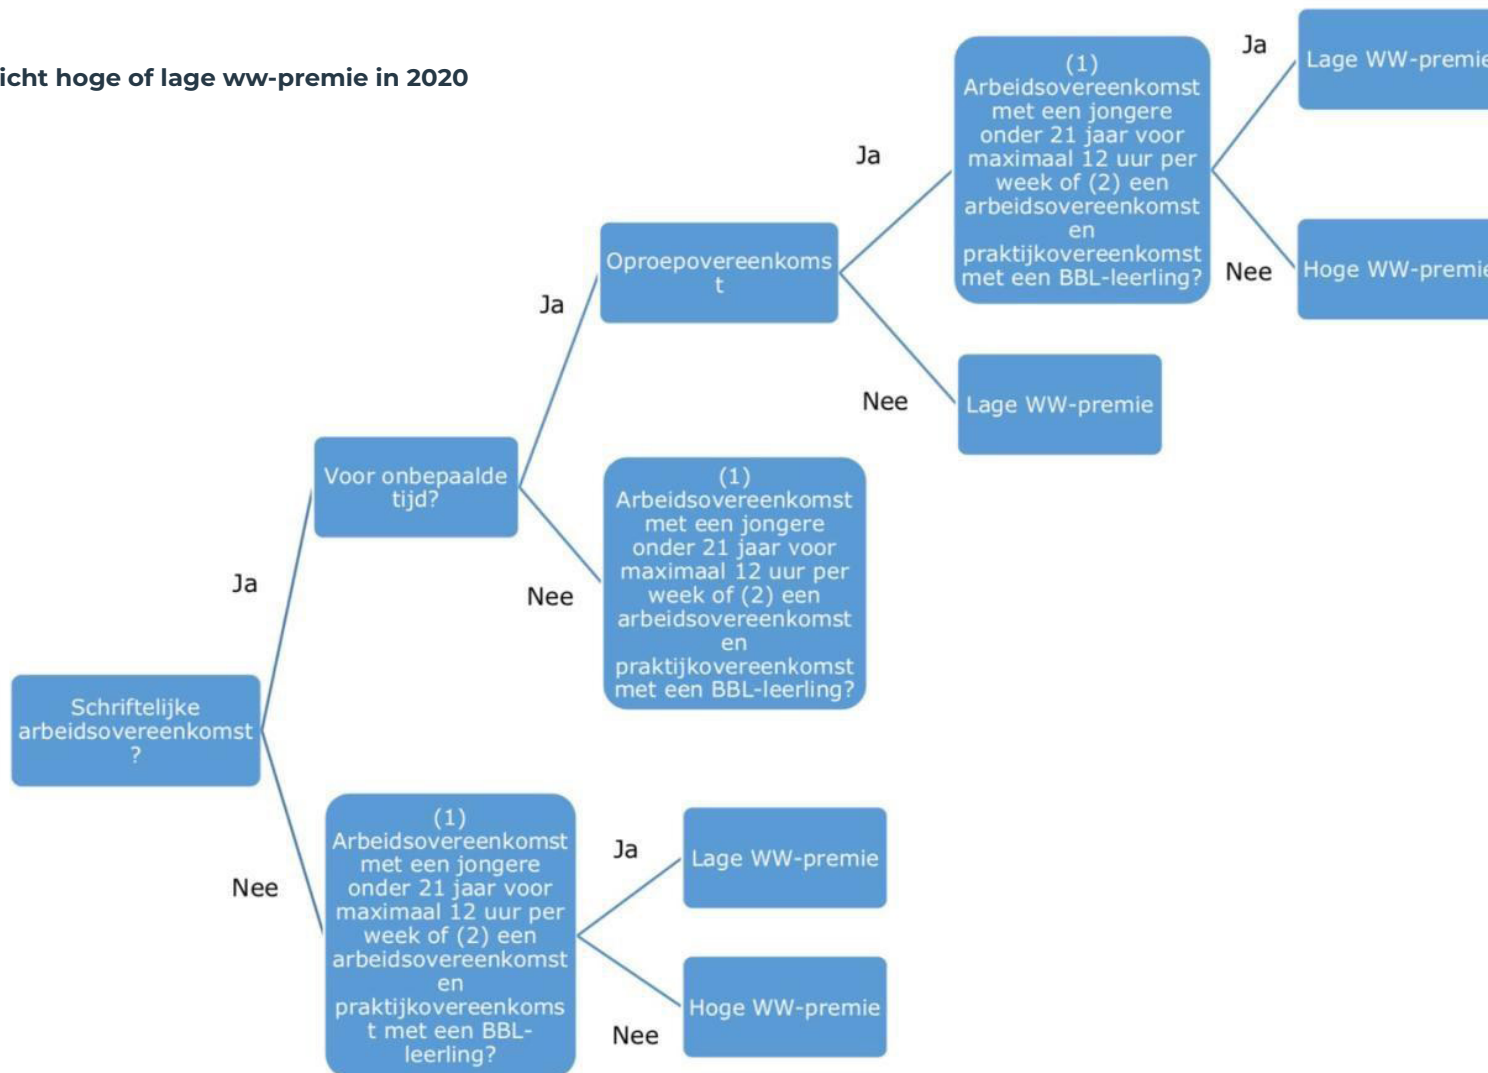 icht hoge of lage ww-premie in 2020
Ja
Lage WW-premie
(1)
Arbeidsovereenkomst
met een jongere
onder 21 jaar voor
maximaal 12 uur per
week of (2) een
arbeidsovereenkomst
en
praktijkovereenkomst
met een BBL-leerling?
Ja
Nee
Hoge WW-premie
Oproepovereenkoms
t
Ja
Nee
Lage WW-premie
Voor onbepaalde
tijd?
(1)
Arbeidsovereenkomst
met een jongere
onder 21 jaar voor
maximaal 12 uur per
week of (2) een
arbeidsovereenkomst
en
praktijkovereenkomst
met een BBL-leerling?
Ja
Nee
Schriftelijke
arbeidsovereenkomst
?
(1)
Arbeidsovereenkomst
met een jongere
onder 21 jaar voor
maximaal 12 uur per
week of (2) een
arbeidsovereenkomst
en
praktijkovereenkoms
t met een BBL-
leerling?
Ja
Lage WW-premie
Nee
Hoge WW-premie
Nee